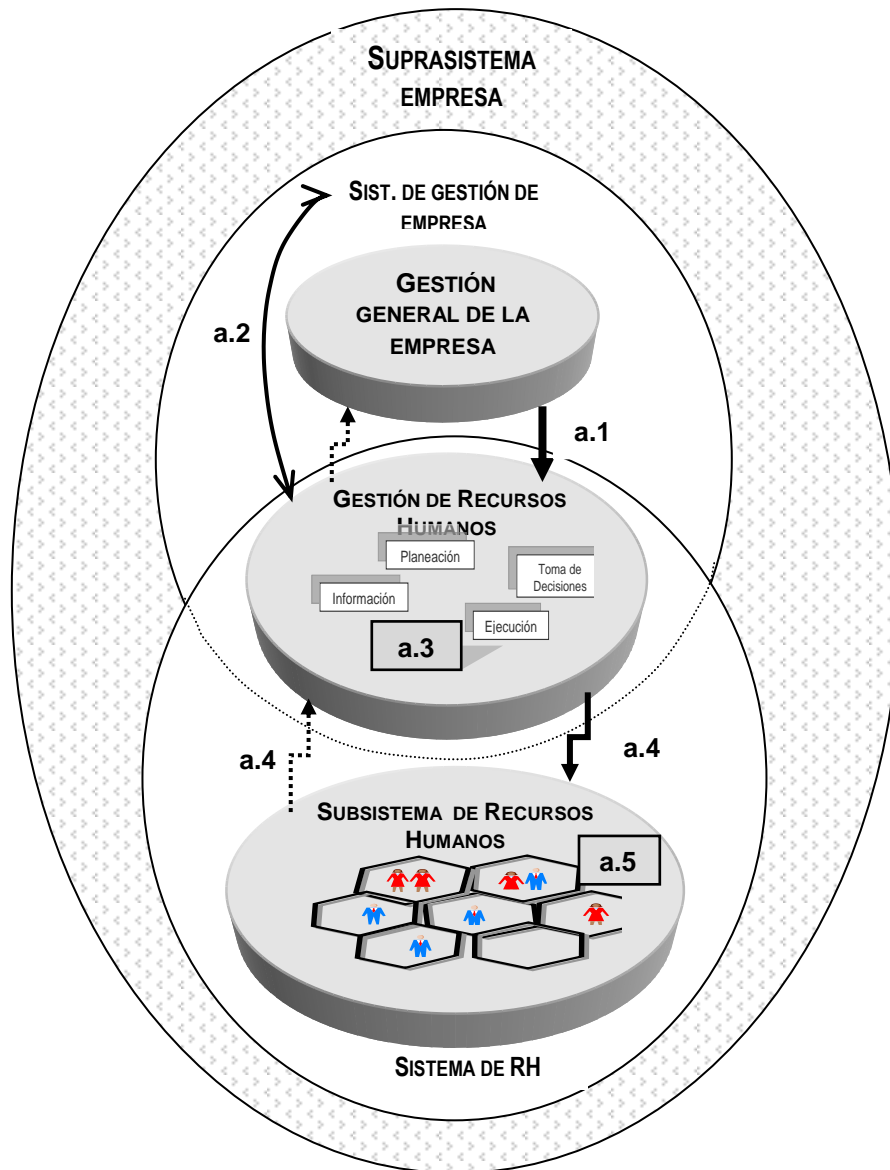 SUPRASISTEMA
EMPRESA
SIST. DE GESTIÓN DE
EMPRESA
GESTIÓN
GENERAL DE LA
EMPRESA
a.2
a.1
GESTIÓN DE RECURSOS
HUMANOS
Planeación
Toma de
Decisiones
Información
Ejecución
a.3
a.4
a.4
SUBSISTEMA DE RECURSOS
HUMANOS
a.5
SISTEMA DE RH